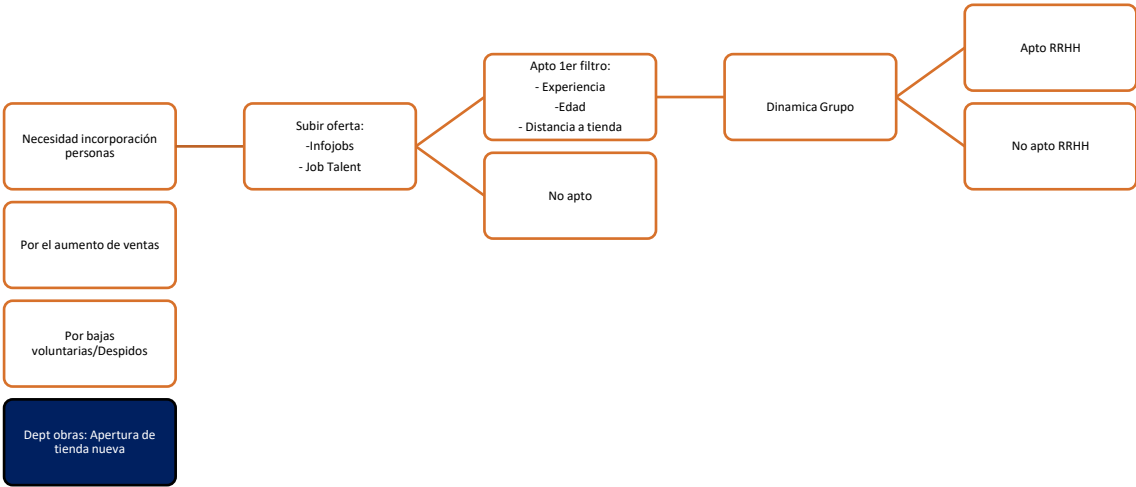 Necesidad incorporación
personas
Por el aumento de ventas
Por bajas
voluntarias/Despidos
Dept obras: Apertura de
tienda nueva
Subir oferta:
-Infojobs
- Job Talent
Apto 1er filtro:
- Experiencia
-Edad
- Distancia a tienda
No apto
Dinamica Grupo
Apto RRHH
No apto RRHH